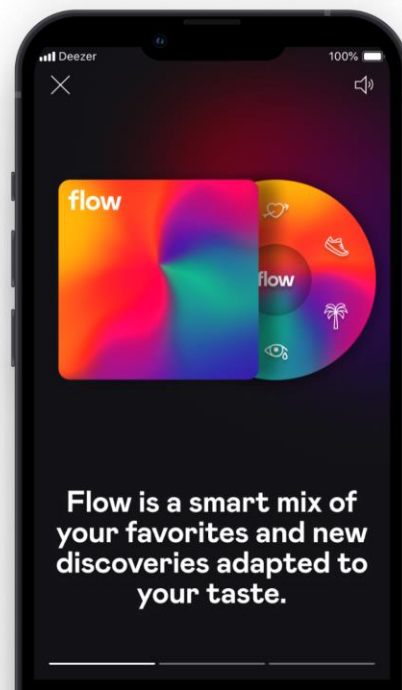 Deezer
100%
flow
flow
Flow is a smart mix of
your favorites and new
discoveries adapted to
your taste.